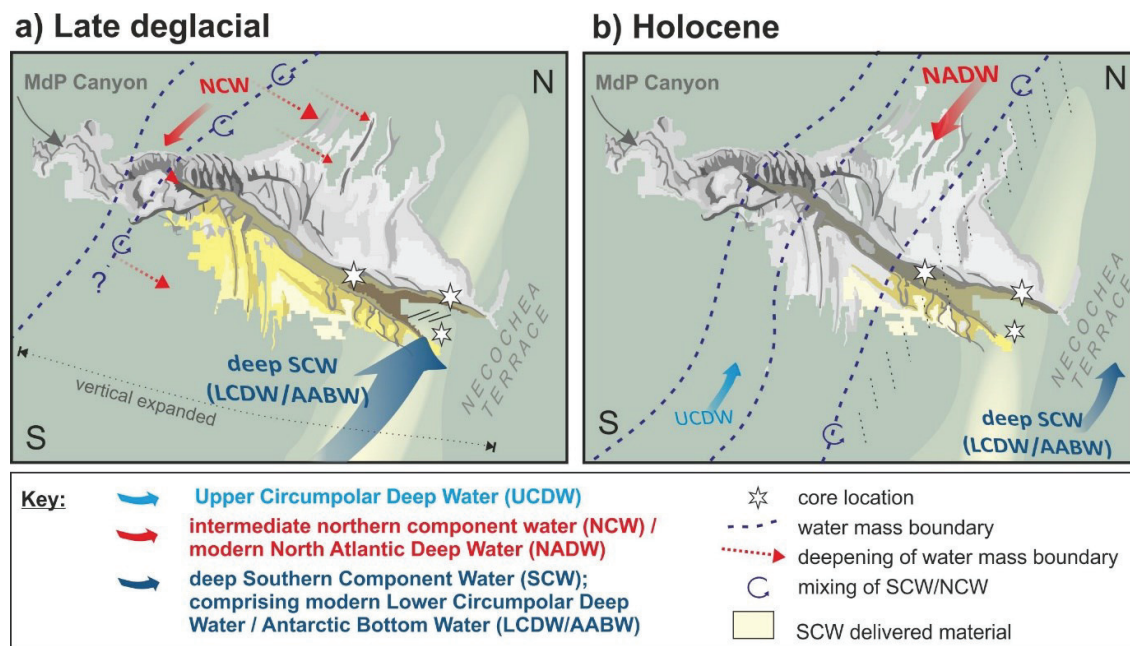 a) Late deglacial
b) Holocene
MdP Canyon
NCW
N
?
deep SCW
(LCDW/AABW)
vertical expanded
S
NECOCHEA
TERRACE
MdP Canyon
NADW
N
UCDW
S
deep SCW
(LCDW/AABW)
NECOCHEA
TERRACE
Key:
Upper Circumpolar Deep Water (UCDW)
intermediate northern component water (NCW) /
modern North Atlantic Deep Water (NADW)
deep Southern Component Water (SCW);
comprising modern Lower Circumpolar Deep
Water / Antarctic Bottom Water (LCDW/AABW)
core location
water mass boundary
deepening of water mass boundary
mixing of SCW/NCW
SCW delivered material